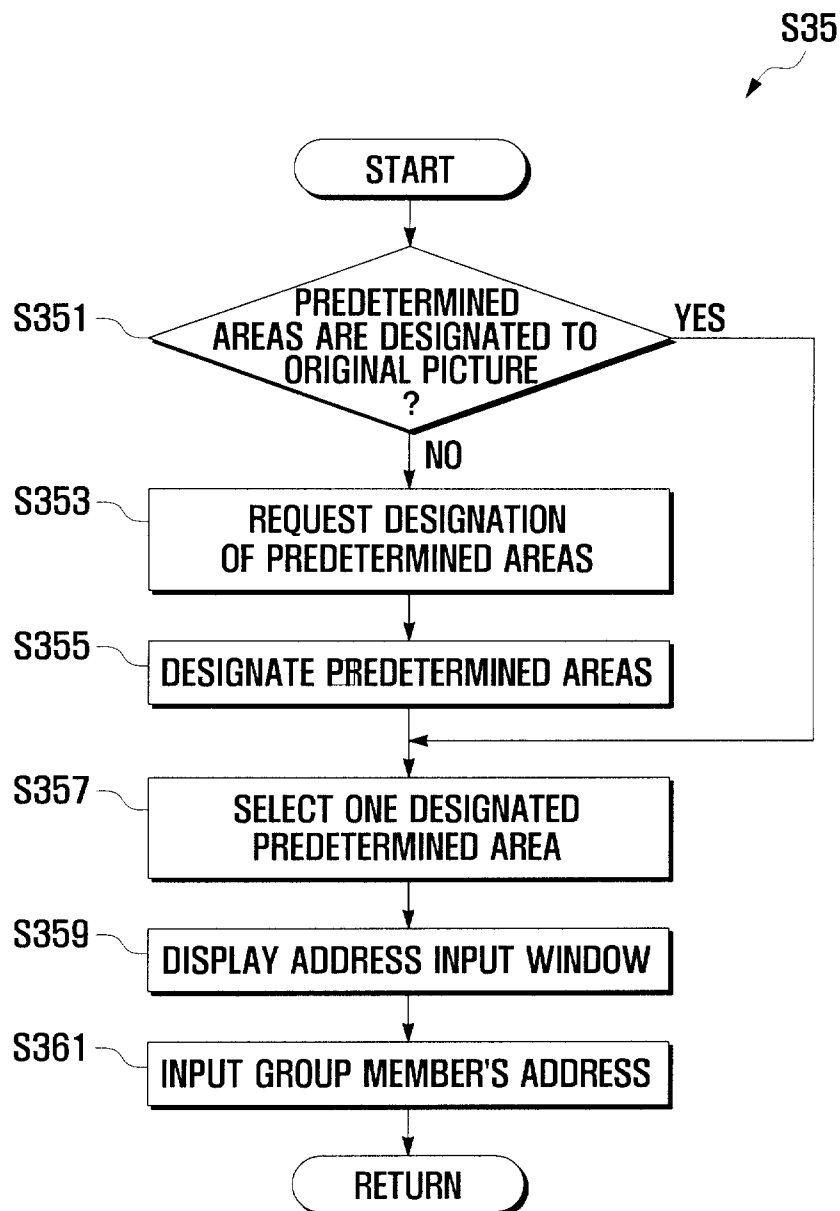 S35
START
S351
PREDETERMINED
AREAS ARE DESIGNATED TO
ORIGINAL PICTURE
?
YES
NO
S353
REQUEST DESIGNATION
OF PREDETERMINED AREAS
S355
DESIGNATE PREDETERMINED AREAS
S357
SELECT ONE DESIGNATED
PREDETERMINED AREA
S359
DISPLAY ADDRESS INPUT WINDOW
S361
INPUT GROUP MEMBER'S ADDRESS
RETURN